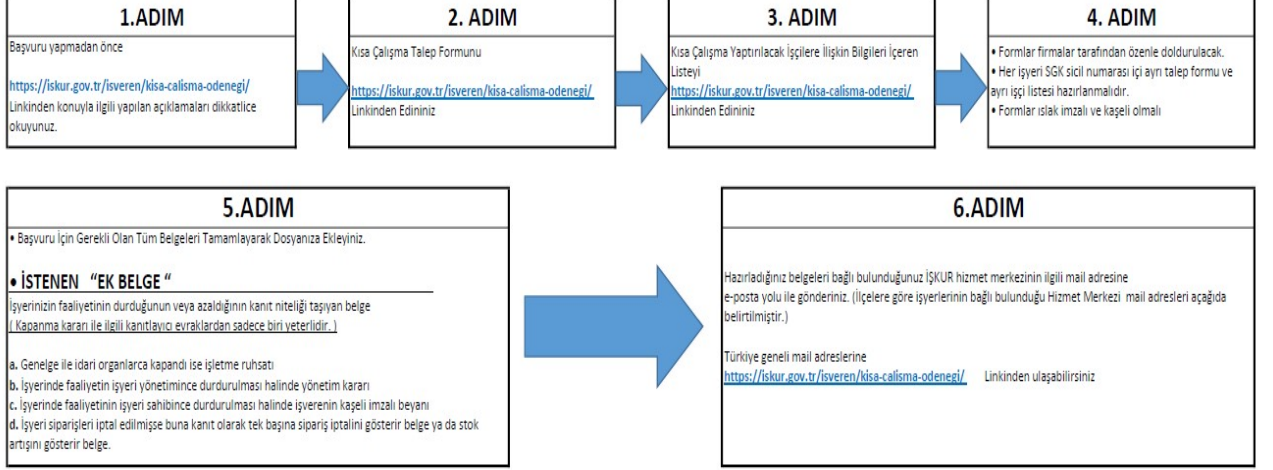 1.ADIM
Başvuru yapmadan önce
https://iskur.gov.tr/isveren/kisa-calisma-odenegi/
Linkinden konuyla ilgili yapılan açıklamaları dikkatlice
okuyunuz.
2. ADIM
Kısa Çalışma Talep Formunu
https://iskur.gov.tr/isveren/kisa-calisma-odenegi/
Linkinden Edininiz
3. ADIM
Kısa Çalışma Yaptırılacak İşçilere İlişkin Bilgileri İçeren
Listeyi
https://iskur.gov.tr/isveren/kisa-calisma-odenegi/
Linkinden Edininiz
4. ADIM
• Formlar firmalar tarafından özenle doldurulacak.
• Her işyeri SGK sicil numarası içi ayrı talep formu ve
ayrı işçi listesi hazırlanmalıdır.
• Formlar ıslak imzalı ve kaşeli olmalı
5.ADIM
• Başvuru İçin Gerekli Olan Tüm Belgeleri Tamamlayarak Dosyanıza Ekleyiniz.
• İSTENEN "EK BELGE "
İşyerinizin faaliyetinin durduğunun veya azaldığının kanıt niteliği taşıyan belge
( Kapanma kararı ile ilgili kanıtlayıcı evraklardan sadece biri yeterlidir. )
a. Genelge ile idari organlarca kapandı ise işletme ruhsatı
b. İşyerinde faaliyetin işyeri yönetimince durdurulması halinde yönetim kararı
c. İşyerinde faaliyetinin işyeri sahibince durdurulması halinde işverenin kaşeli imzalı beyanı
d. İşyeri siparişleri iptal edilmişse buna kanıt olarak tek başına sipariş iptalini gösterir belge ya da stok
artışını gösterir belge.
6.ADIM
Hazırladığınız belgeleri bağlı bulunduğunuz İŞKUR hizmet merkezinin ilgili mail adresine
e-posta yolu ile gönderiniz. (İlçelere göre işyerlerinin bağlı bulunduğu Hizmet Merkezi mail adresleri açağıda
belirtilmiştir.)
Türkiye geneli mail adreslerine
https://iskur.gov.tr/isveren/kisa-calisma-odenegi/ Linkinden ulaşabilirsiniz